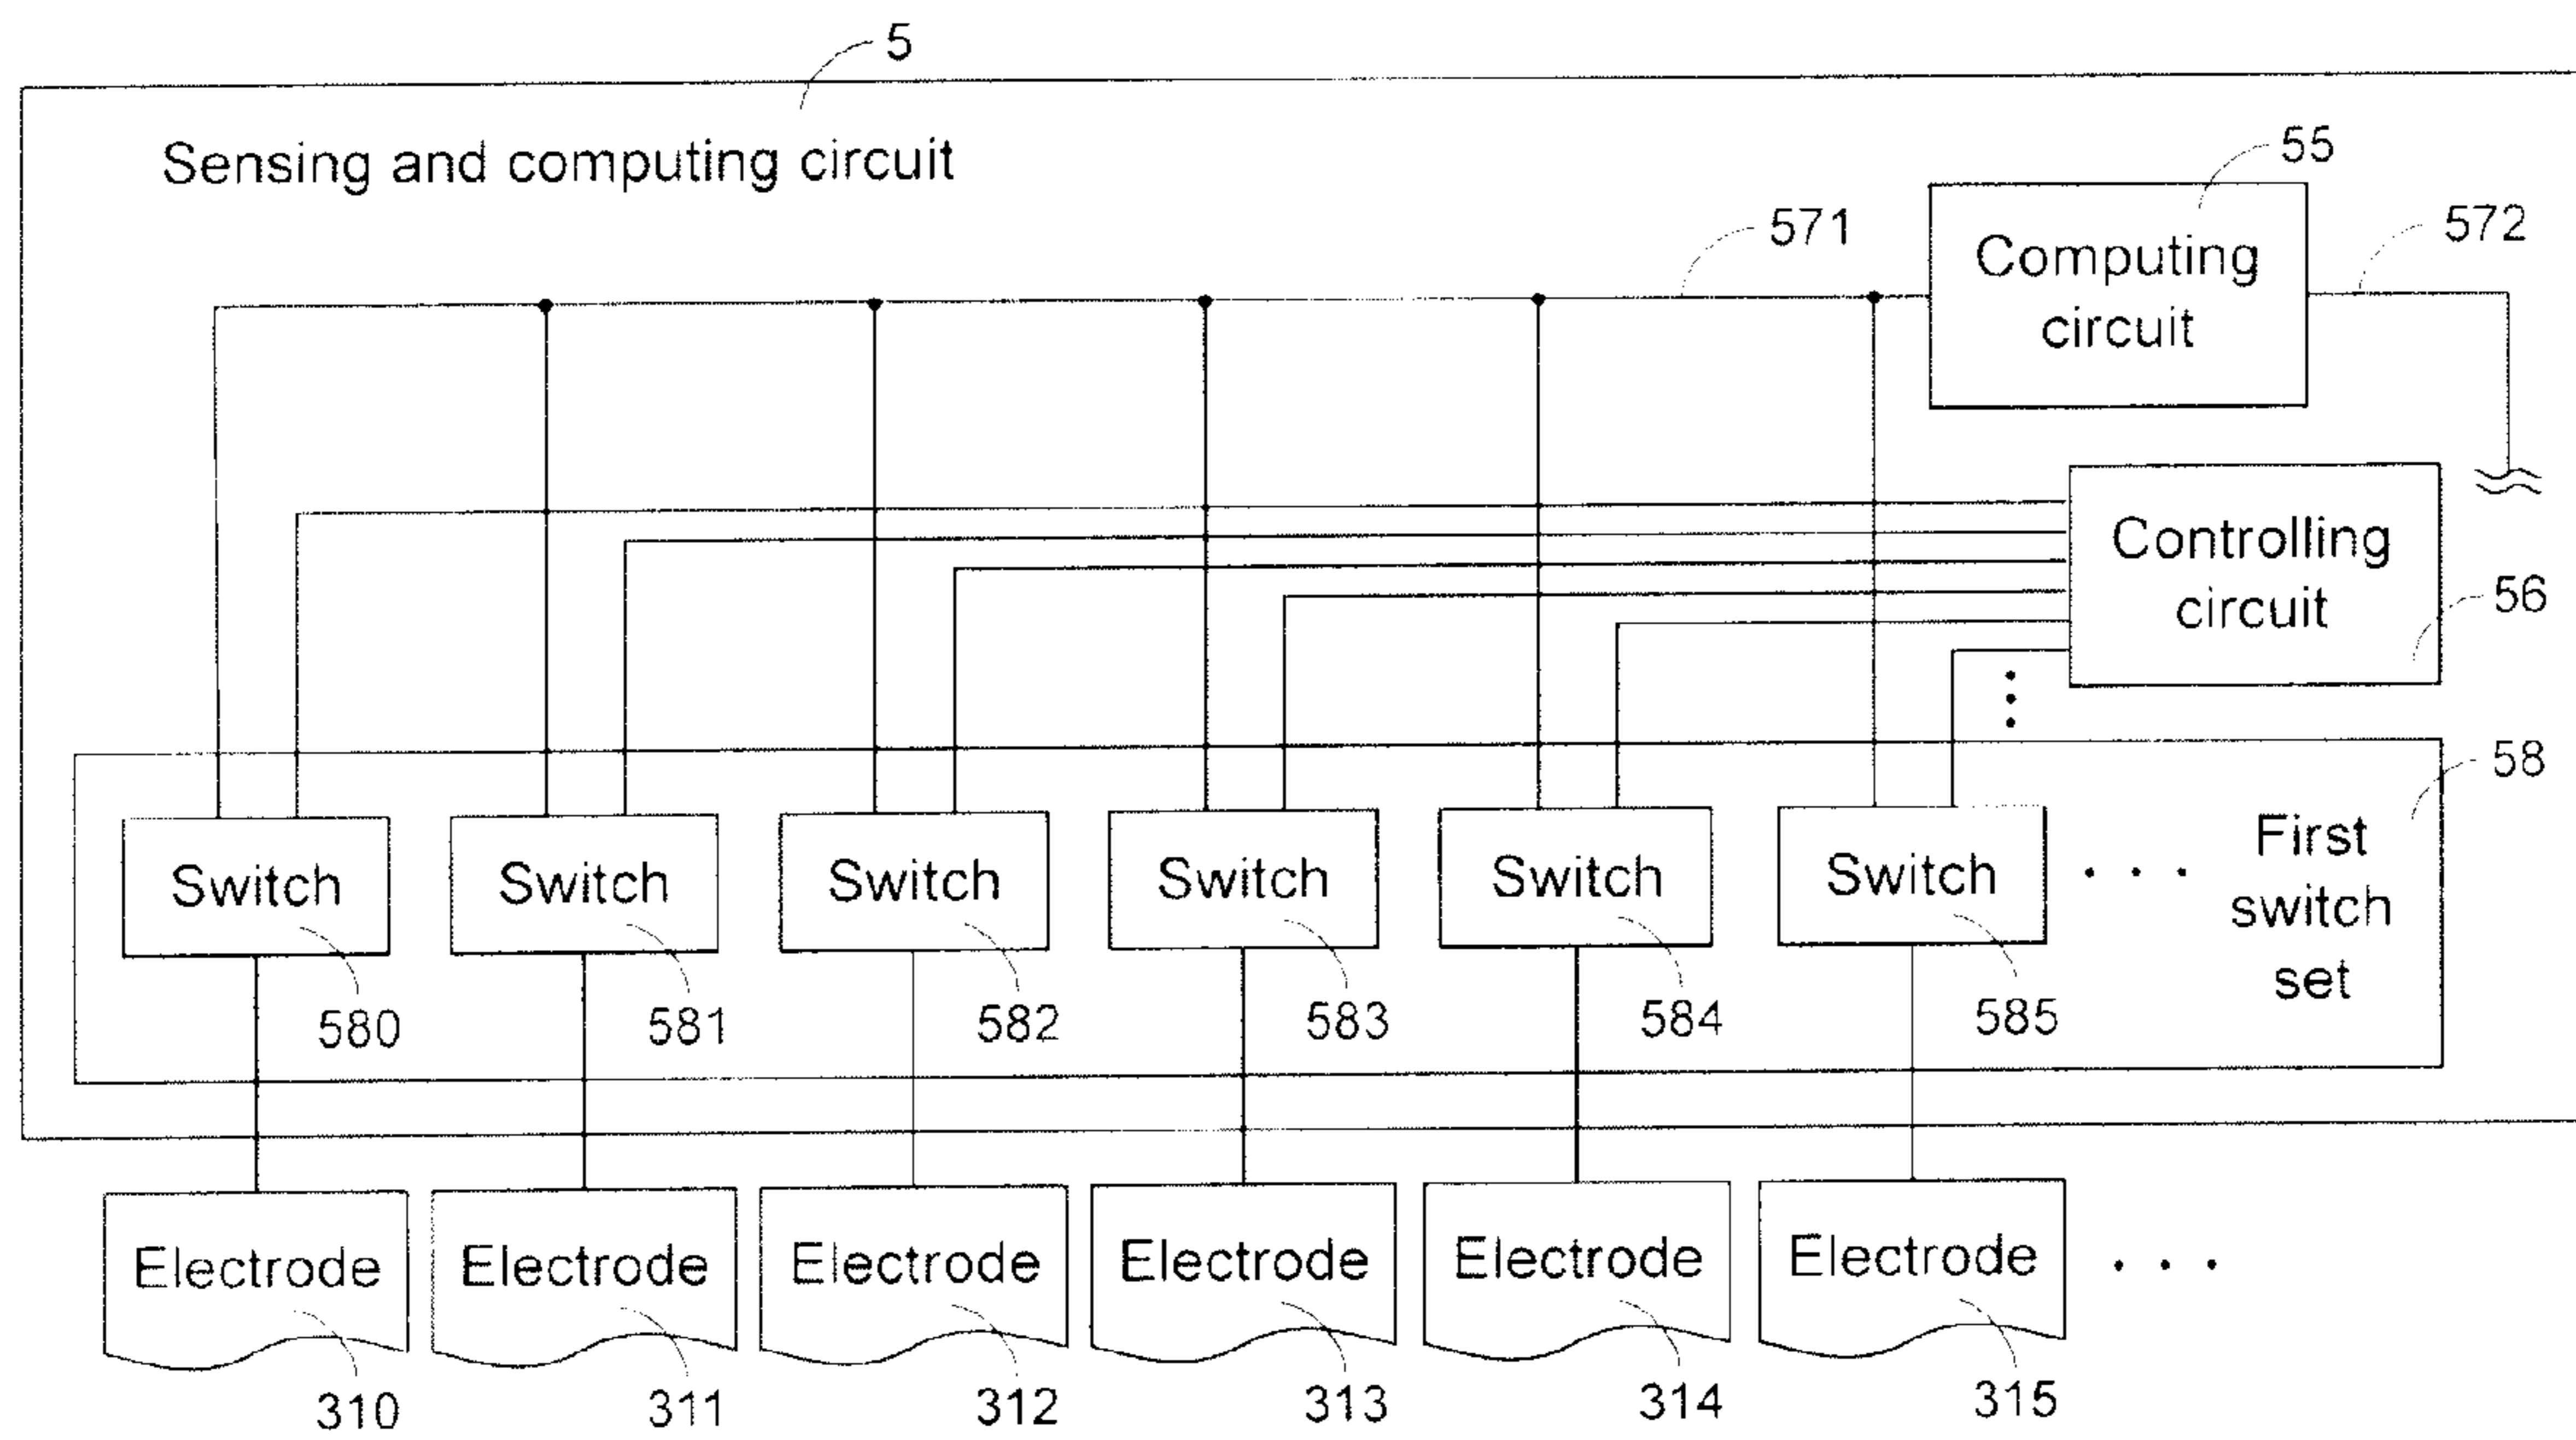 5
Sensing and computing circuit
55
571
572
Computing
circuit
Controlling
circuit
56
58
Switch
Switch
Switch
Switch
Switch
Switch
. . .
First
switch
set
580
581
582
583
584
585
Electrode
Electrode
Electrode
Electrode
Electrode
Electrode
. . .
310
311
312
313
314
315